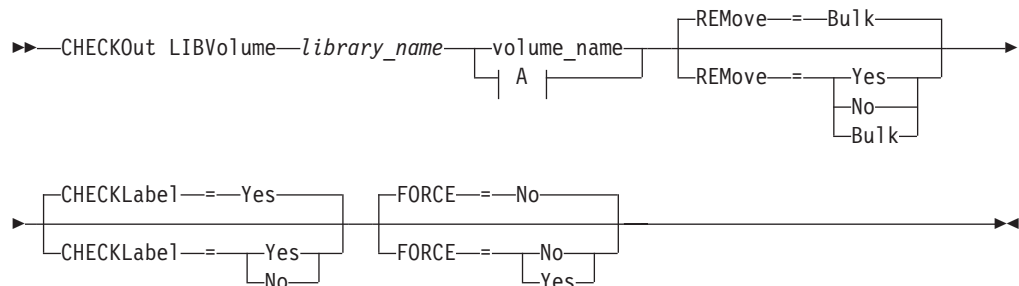 REMove = Bulk
CHECKOut LIBVolume library_name volume_name
A
REMove = Yes
No
Bulk
CHECKLabel = Yes FORCE = No
CHECKLabel = Yes FORCE = No
No Yes